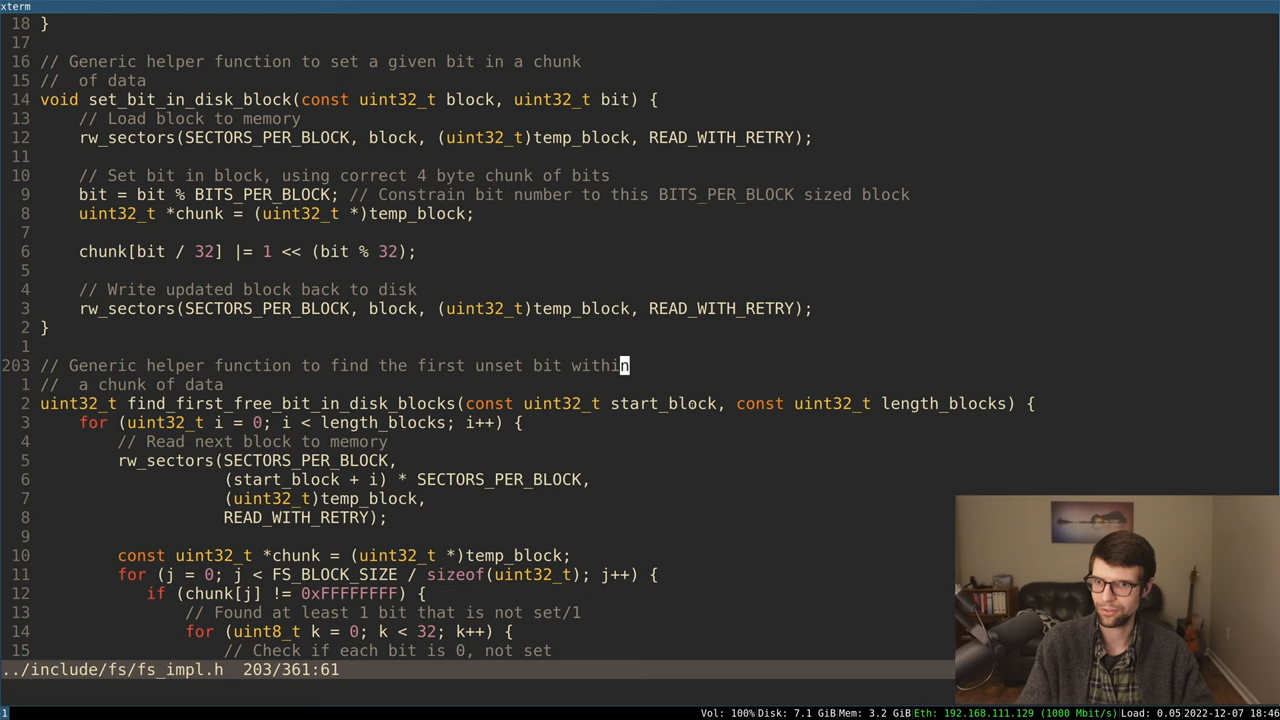 xterm
18 }
17
16 // Generic helper function to set a given bit in a chunk
15 //  of data
14 void set_bit_in_disk_block(const uint32_t block, uint32_t bit) {
13     // Load block to memory
12     rw_sectors(SECTORS_PER_BLOCK, block, (uint32_t)temp_block, READ_WITH_RETRY);
11
10     // Set bit in block, using correct 4 byte chunk of bits
9     bit = bit % BITS_PER_BLOCK; // Constrain bit number to this BITS_PER_BLOCK sized block
8     uint32_t *chunk = (uint32_t *)temp_block;
7
6     chunk[bit / 32] |= 1 << (bit % 32);
5
4     // Write updated block back to disk
3     rw_sectors(SECTORS_PER_BLOCK, block, (uint32_t)temp_block, READ_WITH_RETRY);
2 }
1
203 // Generic helper function to find the first unset bit within
1 //  a chunk of data
2 uint32_t find_first_free_bit_in_disk_blocks(const uint32_t start_block, const uint32_t length_blocks) {
3     for (uint32_t i = 0; i < length_blocks; i++) {
4         // Read next block to memory
5         rw_sectors(SECTORS_PER_BLOCK,
6                    (start_block + i) * SECTORS_PER_BLOCK,
7                    (uint32_t)temp_block,
8                    READ_WITH_RETRY);
9
10         const uint32_t *chunk = (uint32_t *)temp_block;
11         for (j = 0; j < FS_BLOCK_SIZE / sizeof(uint32_t); j++) {
12            if (chunk[j] != 0xFFFFFFFF) {
13                // Found at least 1 bit that is not set/1
14                for (uint8_t k = 0; k < 32; k++) {
15                    // Check if each bit is 0, not set
../include/fs/fs_impl.h  203/361:61
1 Vol: 100% Disk: 7.1 GiB Mem: 3.2 GiB Eth: 192.168.111.129 (1000 Mbit/s) Load: 0.05 2022-12-07 18:46